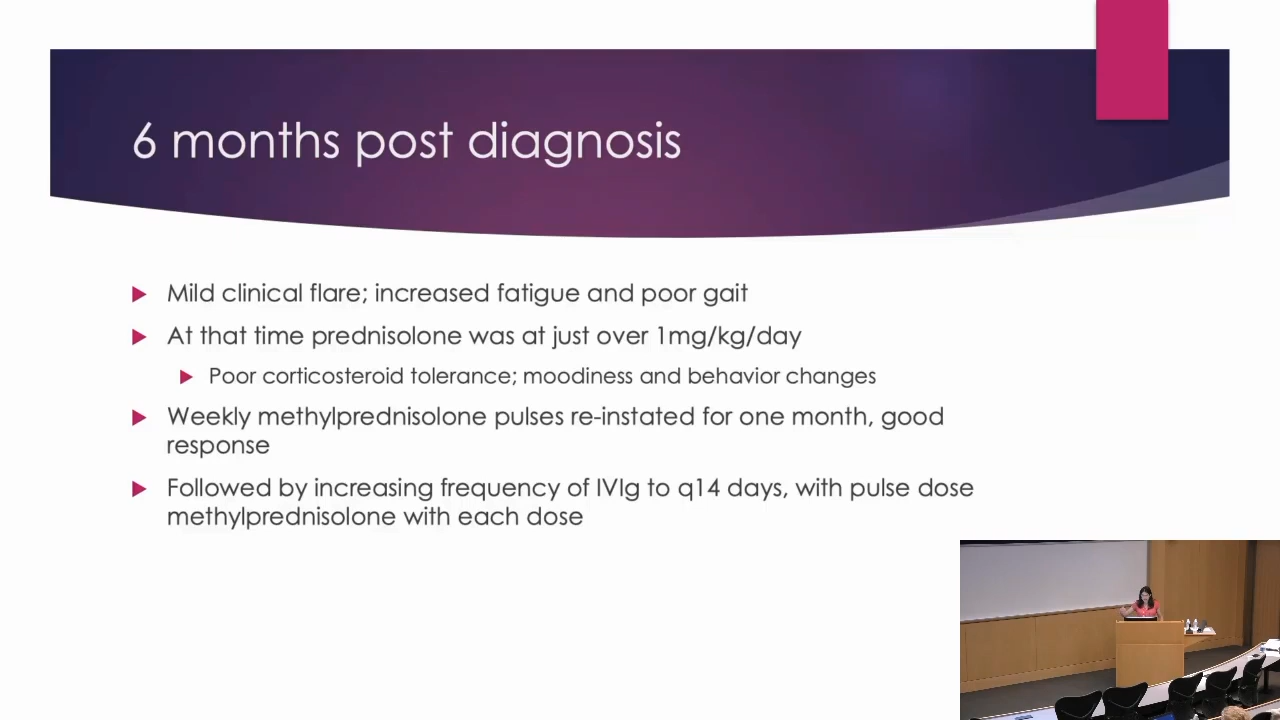 6 months post diagnosis
Mild clinical flare; increased fatigue and poor gait
At that time prednisolone was at just over 1mg/kg/day
Poor corticosteroid tolerance; moodiness and behavior changes
Weekly methylprednisolone pulses re-instated for one month, good
response
Followed by increasing frequency of IVIg to q14 days, with pulse dose
methylprednisolone with each dose